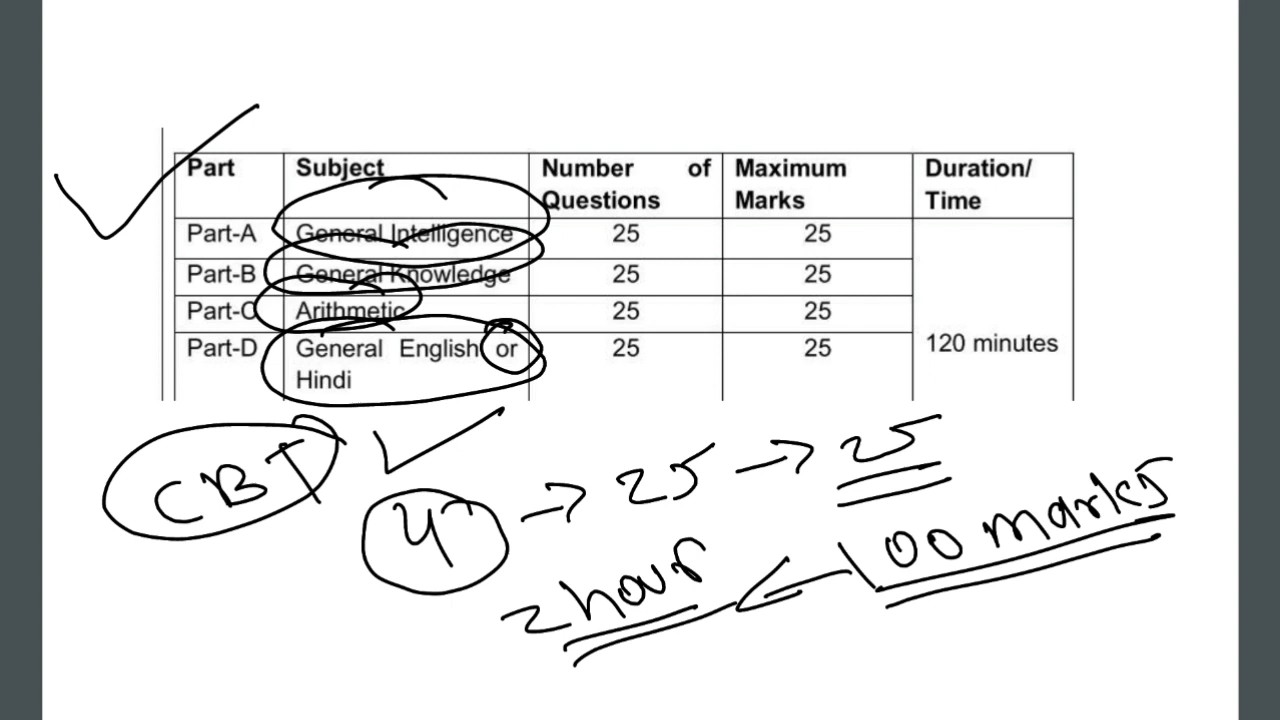 Part Subject Number of Questions Maximum Marks Duration/ Time
Part-A General Intelligence 25 25
Part-B General Knowledge 25 25
Part-C Arithmetic 25 25
Part-D General English or Hindi 25 25 120 minutes
CBT
4 → 25 → 25
2 hour ← 100 marks